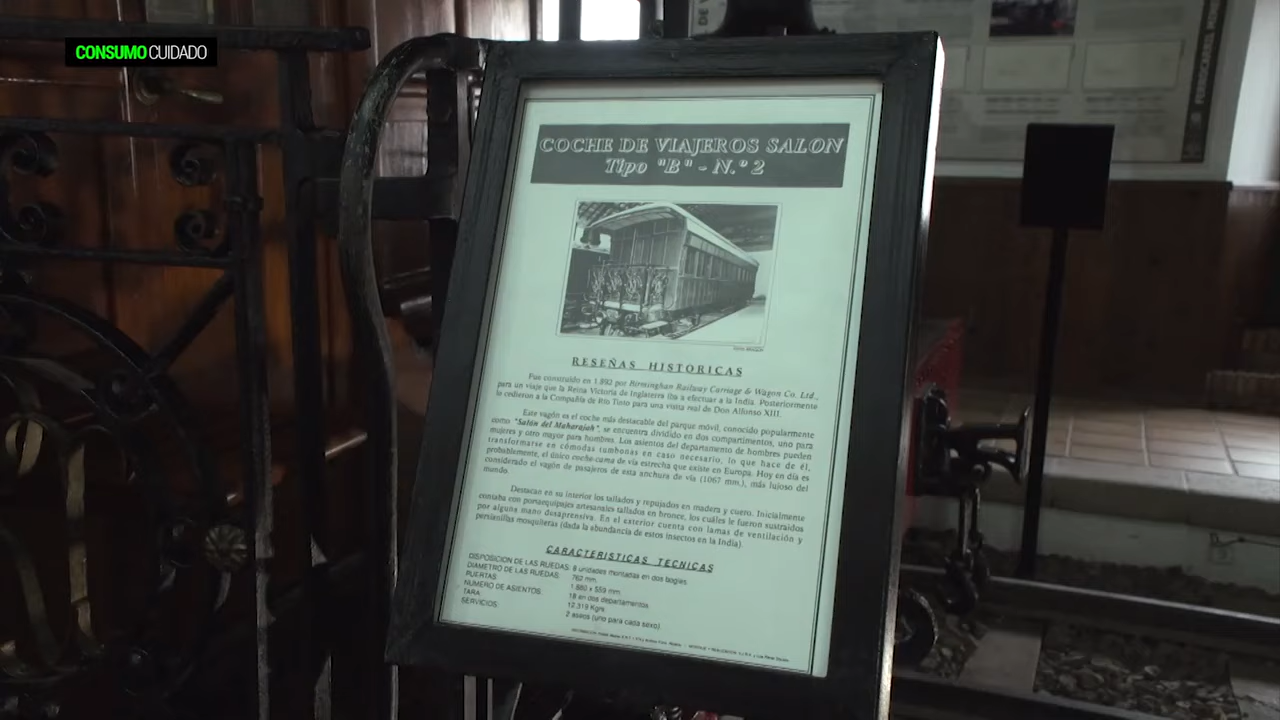 CONSUMO CUIDADO
COCHE DE VIAJEROS SALON
Tipo "B" - N.º 2
RESEÑAS HISTORICAS
Fue construído en 1.892 por Birminghan Railway Carriage & Wagon Co. Ltd.,
para un viaje que la Reina Victoria de Inglateres iba a efectuar a la India. Posteriormente
lo cedieron a la Compañía de Río Tinto para una visita real de Don Alfonso XIII.
Este vagón es el coche más destacable del parque móvil, conocido popularmente
como "Salón del Maharajah", se encuentra dividido en dos compartimentos, uno para
mujeres y otro mayor para hombres. Los asientos del departamento de hombres pueden
transformarse en cómodas tumbonas en caso necesario, lo que hace de él,
probablemente, el único coche-cama de vía estrecha que existe en Europa. Hoy en día es
considerado el vagón de pasajeros de esta anchura de vía (1067 mm.), más lujoso del
mundo.
Destacan en su interior los tallados y repujados en madera y cuero. Inicialmente
contaba con portaequipajes artesanales tallados en bronce, los cuáles le fueron sustraídos
por alguna mano desaprensiva. En el exterior cuenta con lamas de ventilación y
persianillas mosquiteras (dada la abundancia de estos insectos en la India).
CARACTERISTICAS TECNICAS
DISPOSICION DE LAS RUEDAS: 8 unidades montadas en dos bogies.
DIAMETRO DE LAS RUEDAS: 762 mm.
PUERTAS 1.880 x 559 mm.
NUMERO DE ASIENTOS: 18 en dos departamentos
TARA 12.319 Kgrs
SERVICIOS: 2 aseos (uno para cada sexo)